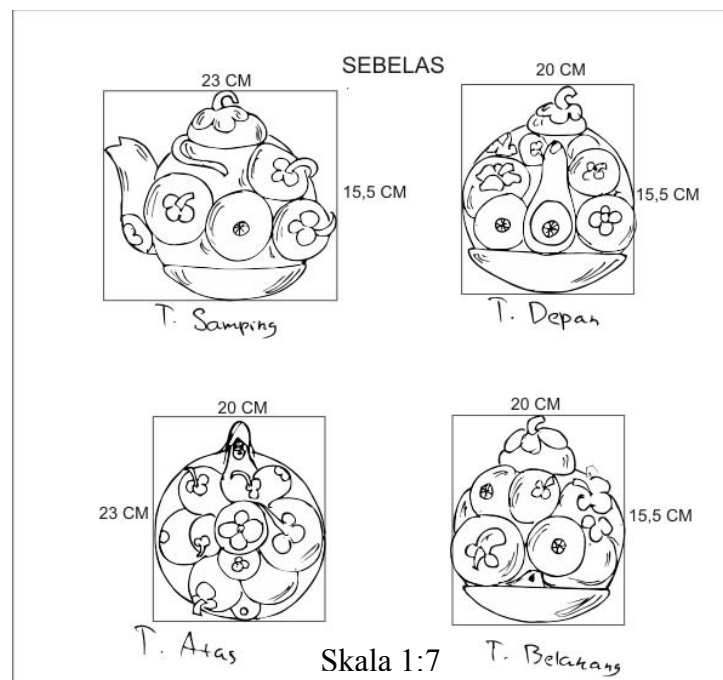 SEBELAS
23 CM
15,5 CM
T. Samping
20 CM
15,5 CM
T. Depan
20 CM
23 CM
T. Atas
20 CM
15,5 CM
T. Belakang
Skala 1:7